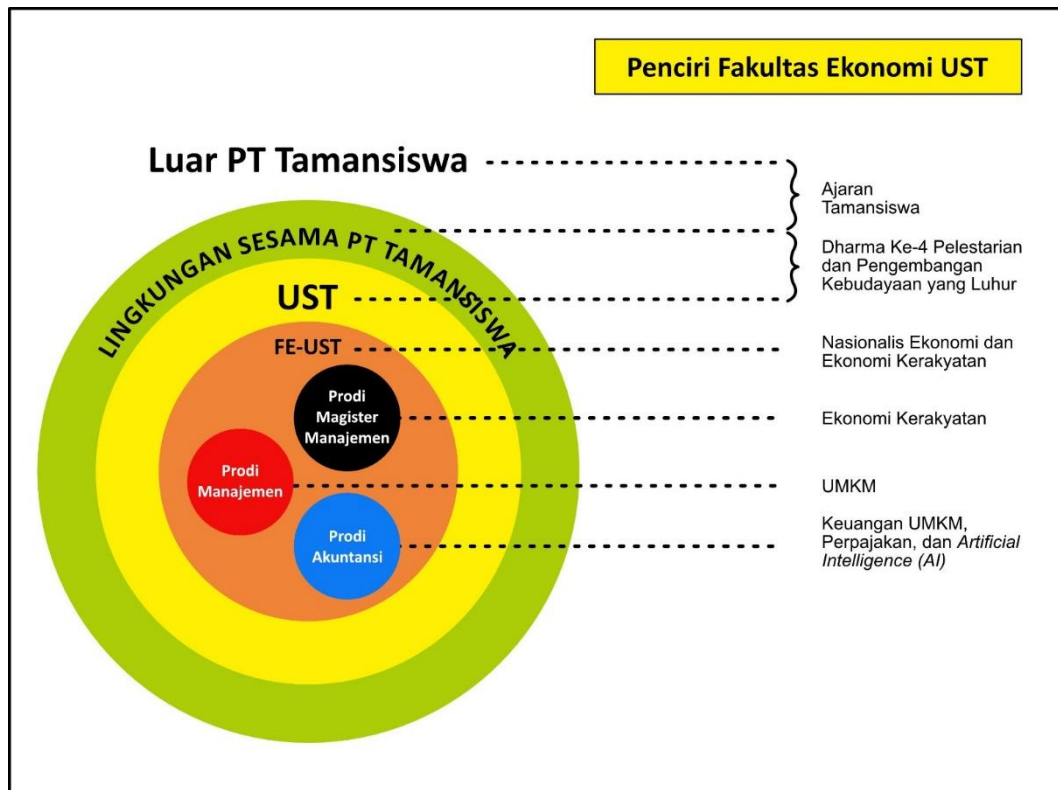 Penciri Fakultas Ekonomi UST
Luar PT Tamansiswa
Ajaran
Tamansiswa
LINGKUNGAN SESAMA PT TAMANSISWA
Dharma Ke-4 Pelestarian
dan Pengembangan
Kebudayaan yang Luhur
UST
FE-UST
Nasionalis Ekonomi dan
Ekonomi Kerakyatan
Prodi
Magister
Manajemen
Ekonomi Kerakyatan
Prodi
Manajemen
UMKM
Prodi
Akuntansi
Keuangan UMKM,
Perpajakan, dan Artificial
Intelligence (AI)